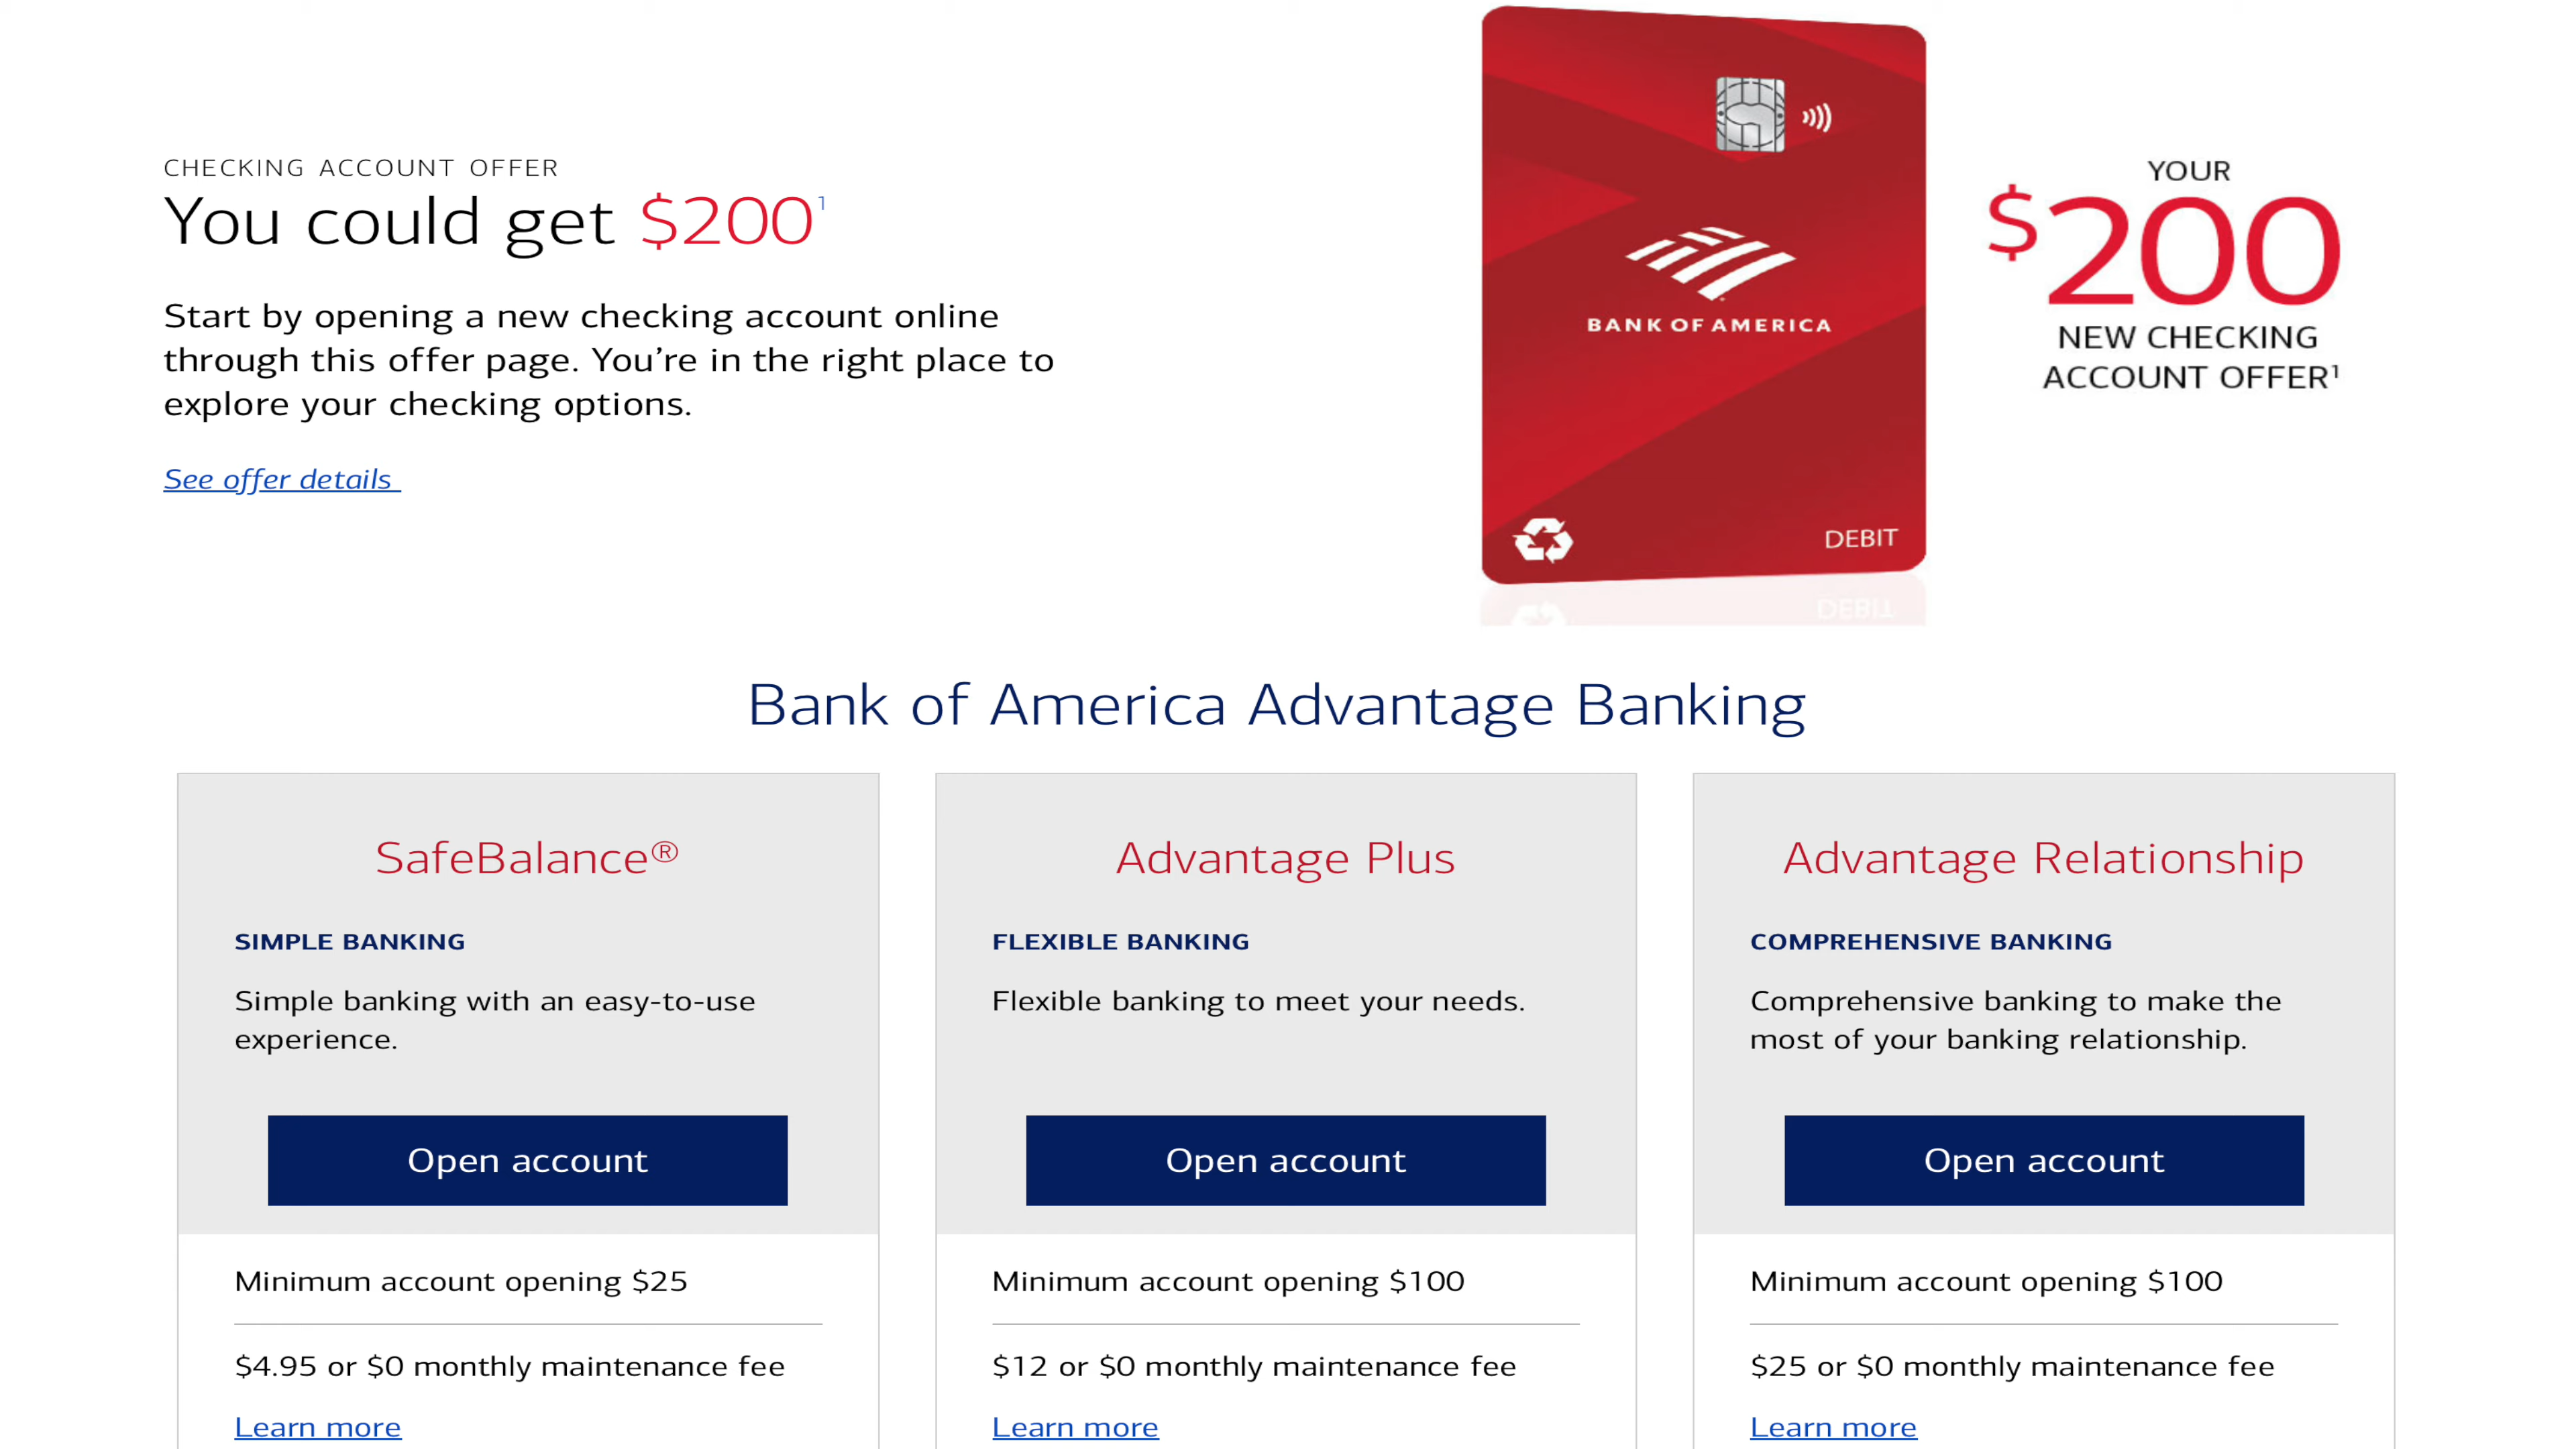 CHECKING ACCOUNT OFFER
You could get $200¹
Start by opening a new checking account online
through this offer page. You’re in the right place to
explore your checking options.
See offer details
BANK OF AMERICA
DEBIT
YOUR
$200
NEW CHECKING
ACCOUNT OFFER¹
Bank of America Advantage Banking
SafeBalance®
SIMPLE BANKING
Simple banking with an easy-to-use
experience.
Open account
Minimum account opening $25
$4.95 or $0 monthly maintenance fee
Learn more
Advantage Plus
FLEXIBLE BANKING
Flexible banking to meet your needs.
Open account
Minimum account opening $100
$12 or $0 monthly maintenance fee
Learn more
Advantage Relationship
COMPREHENSIVE BANKING
Comprehensive banking to make the
most of your banking relationship.
Open account
Minimum account opening $100
$25 or $0 monthly maintenance fee
Learn more